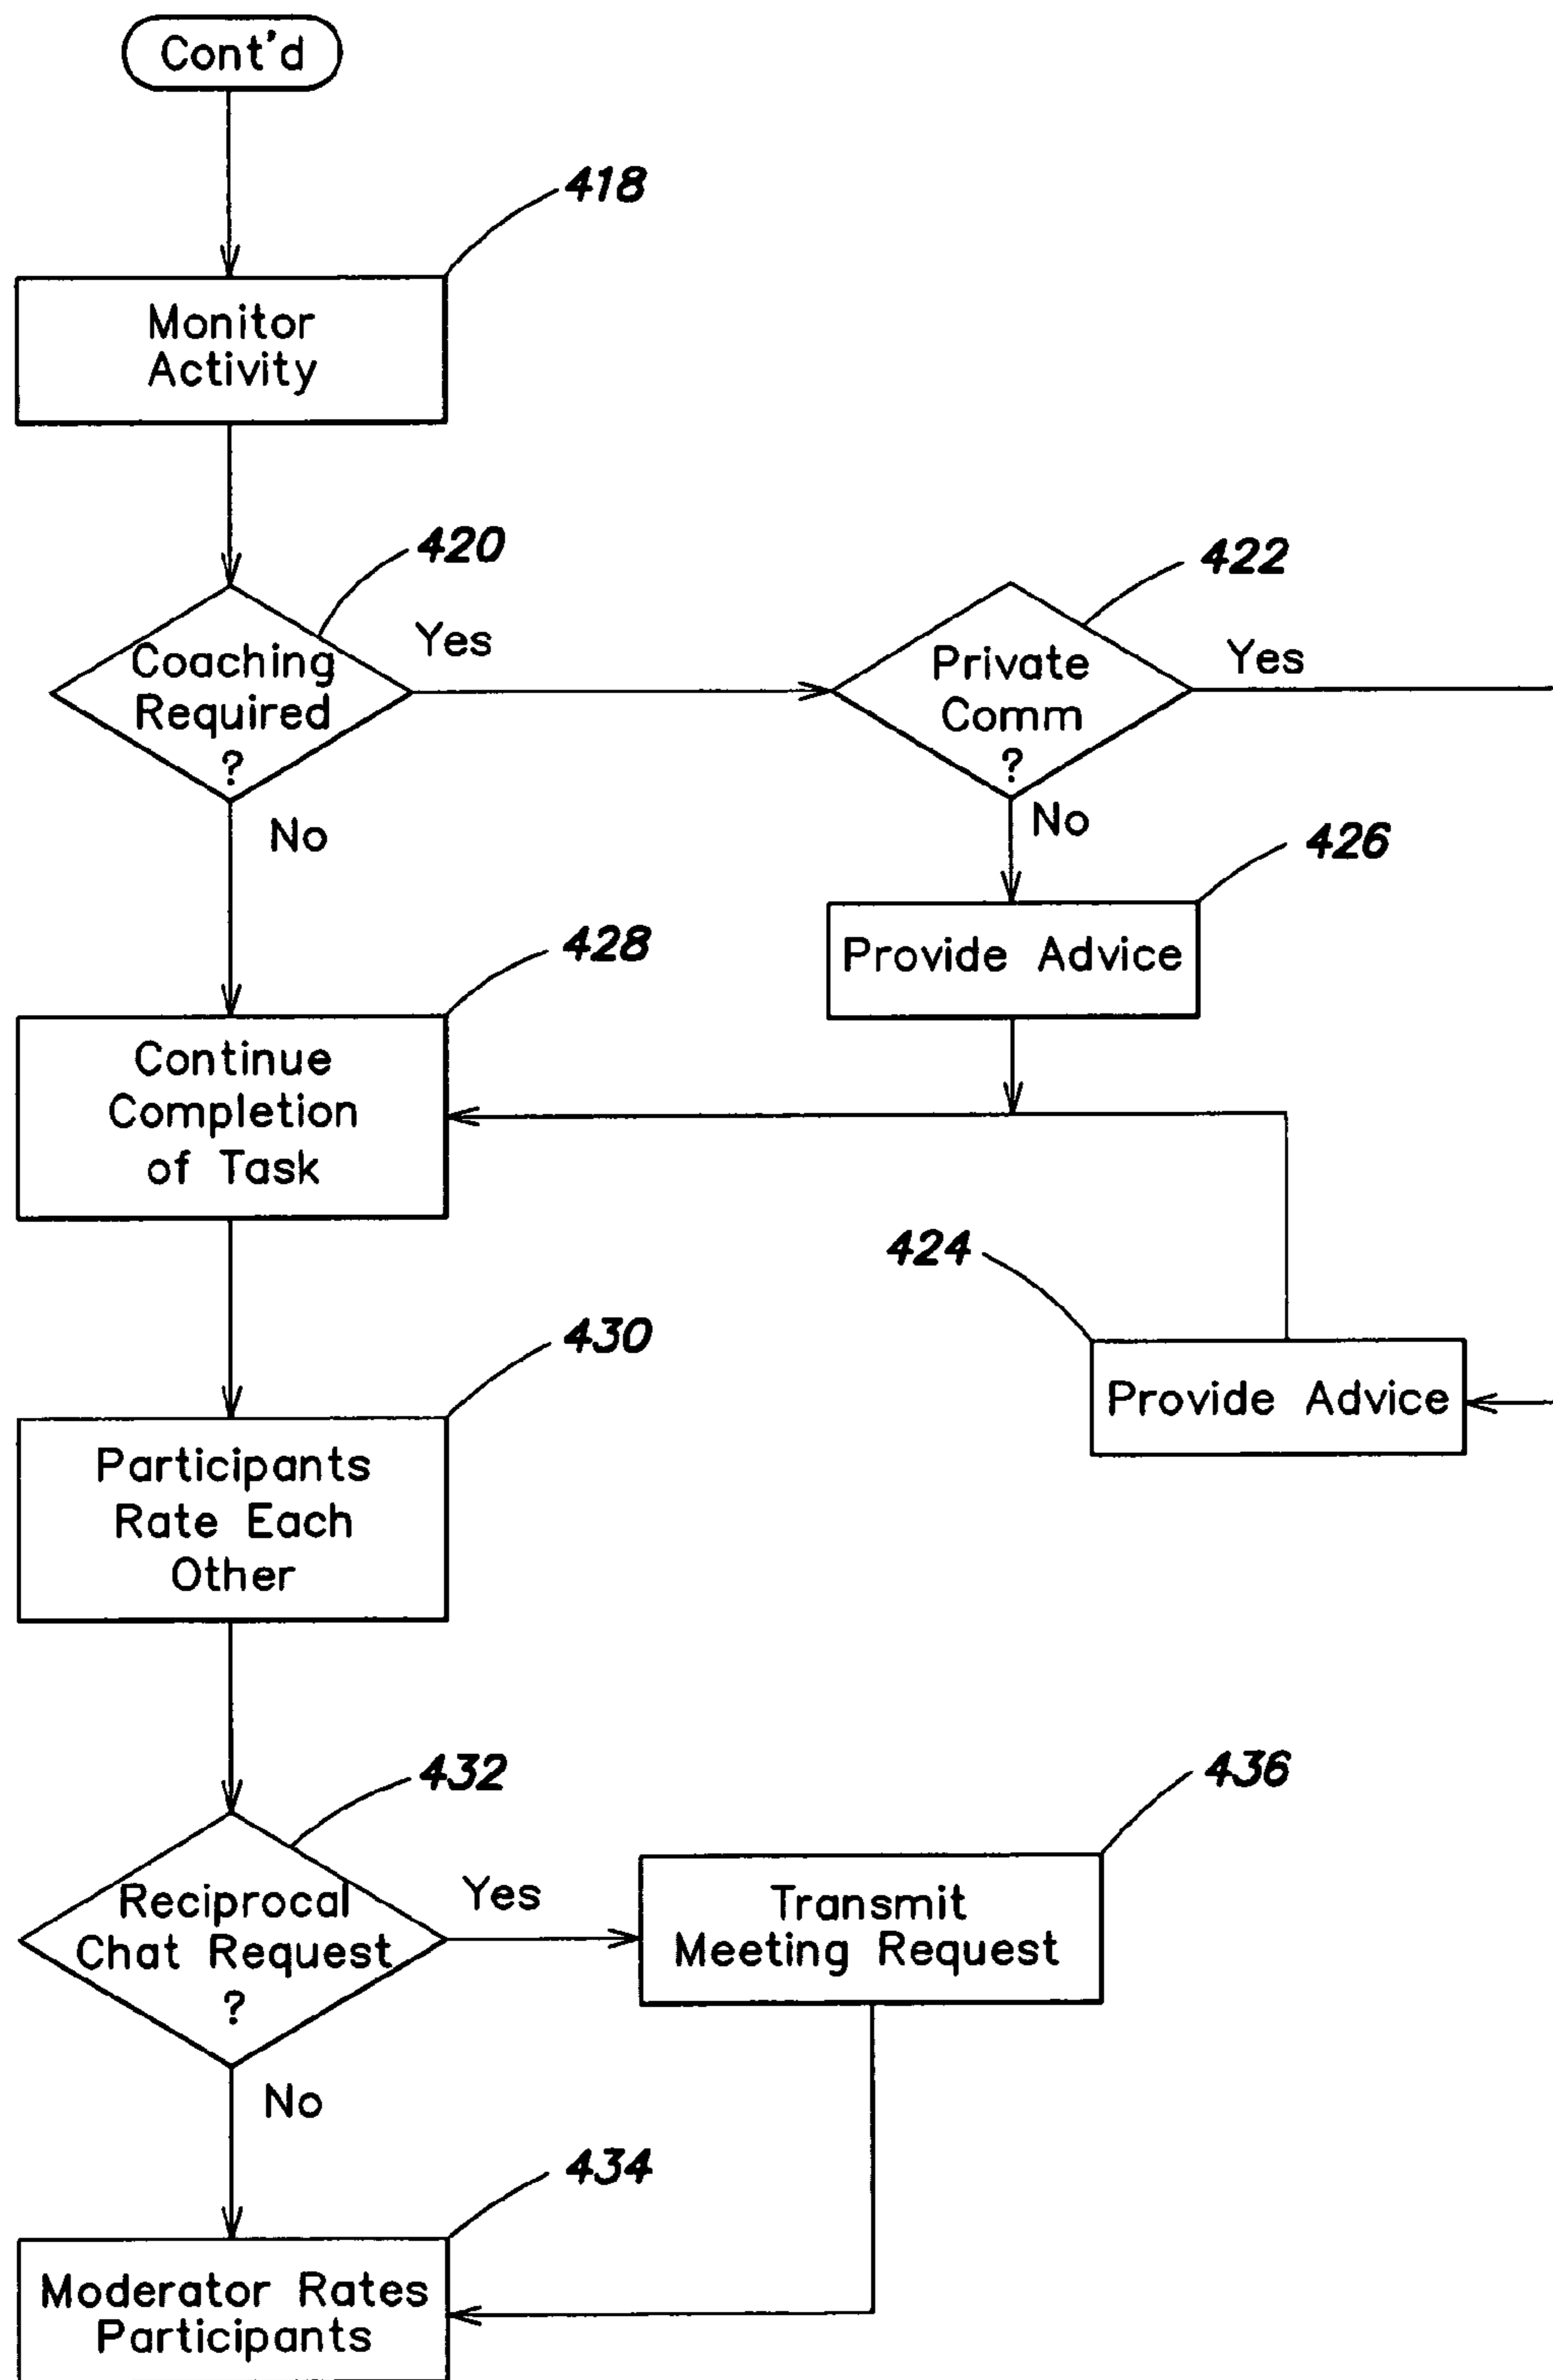 Cont'd
418
Monitor
Activity
420
422
Coaching
Required
?
Yes
Private
Comm
?
Yes
No
No
426
Provide Advice
428
Continue
Completion
of Task
424
Provide Advice
430
Participants
Rate Each
Other
432
436
Reciprocal
Chat Request
?
Yes
Transmit
Meeting Request
No
434
Moderator Rates
Participants